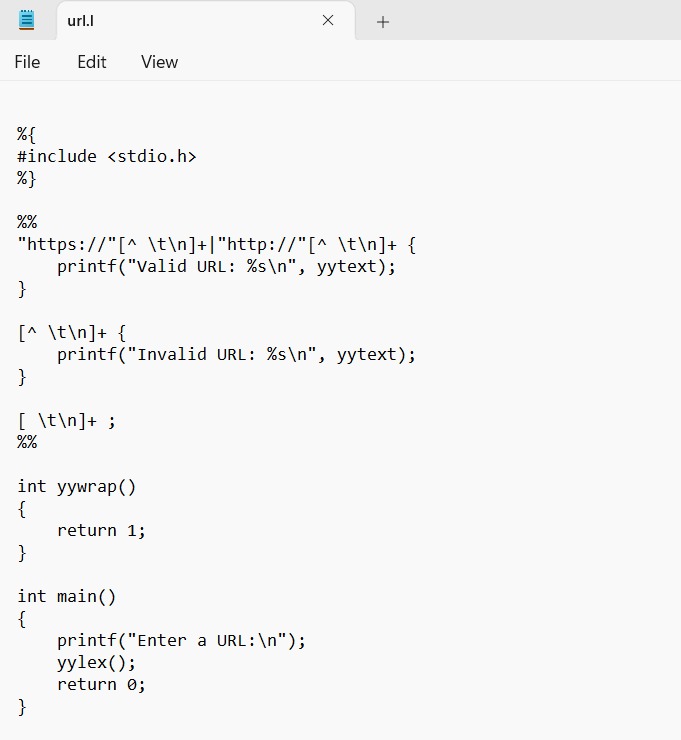 url.l
File Edit View
%{
#include <stdio.h>
%}
%%
"https://"[^ \t\n]+|"http://"[^ \t\n]+ {
    printf("Valid URL: %s\n", yytext);
}
[^ \t\n]+ {
    printf("Invalid URL: %s\n", yytext);
}
[ \t\n]+ ;
%%
int yywrap()
{
    return 1;
}
int main()
{
    printf("Enter a URL:\n");
    yylex();
    return 0;
}